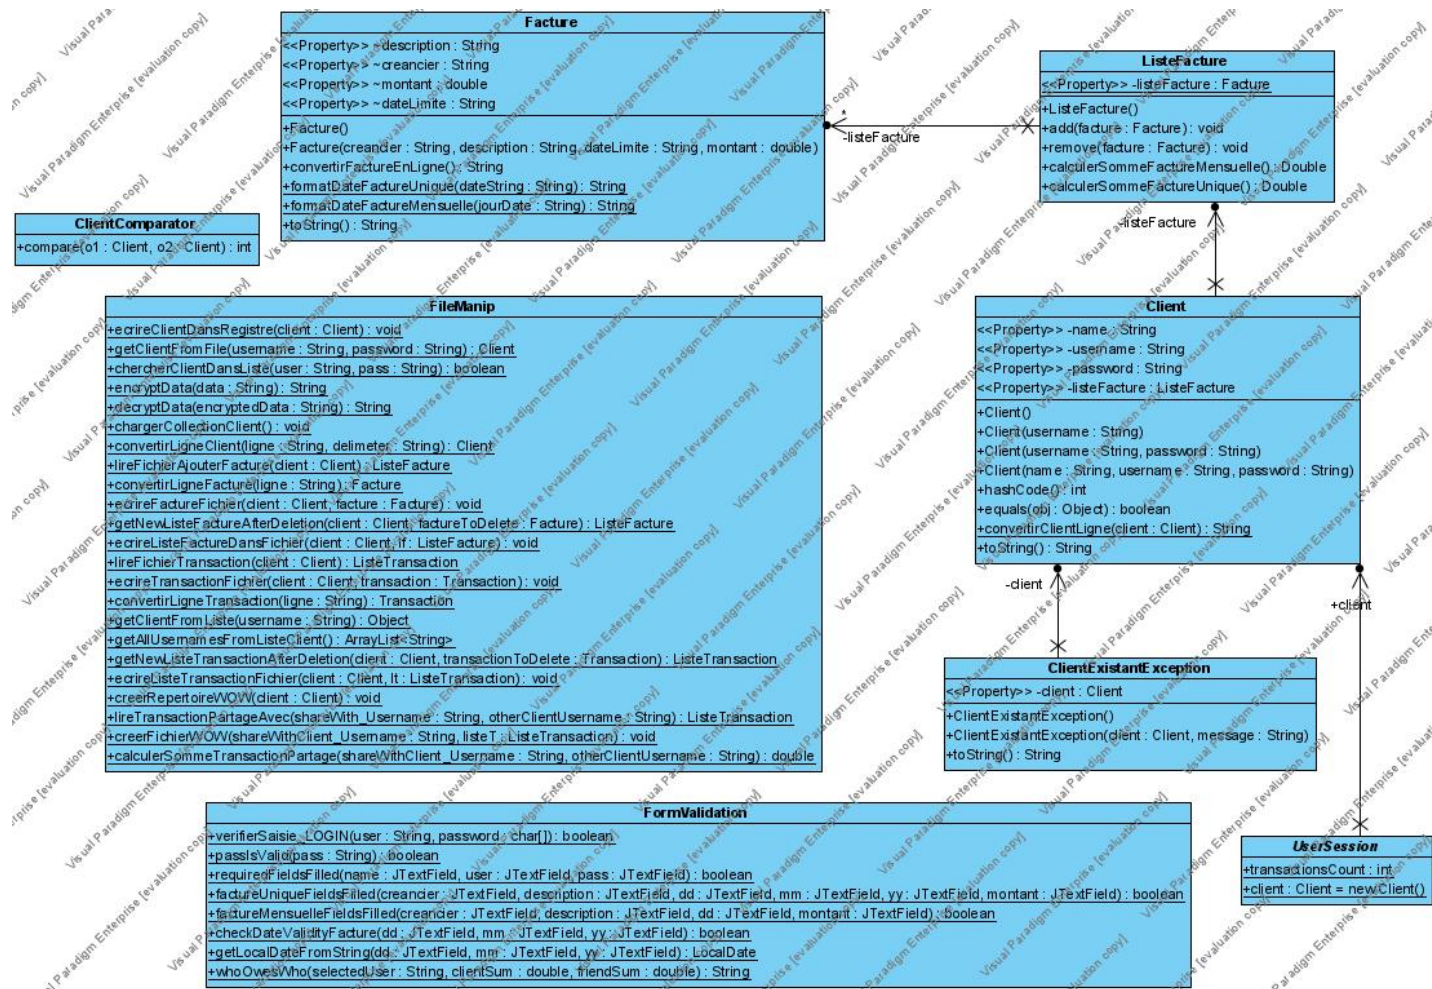 Facture
<<Property>> ~description : String
<<Property>> ~creancier : String
<<Property>> ~montant : double
<<Property>> ~dateLimite : String
+Facture()
+Facture(creancier : String, description : String, dateLimite : String, montant : double)
+convertirFactureEnLigne() : String
+formatDateFactureUnique(dateString : String) : String
+formatDateFactureMensuelle(jourDate : String) : String
+toString() : String
*
-listeFacture
ListeFacture
<<Property>> -listeFacture : Facture
+ListeFacture()
+add(facture : Facture) : void
+remove(facture : Facture) : void
+calculerSommeFactureMensuelle() : Double
+calculerSommeFactureUnique() : Double
-listeFacture
ClientComparator
+compare(o1 : Client, o2 : Client) : int
FileManip
+ecrireClientDansRegistre(client : Client) : void
+getClientFromFile(username : String, password : String) : Client
+chercherClientDansListe(user : String, pass : String) : boolean
+encryptData(data : String) : String
+decryptData(encryptedData : String) : String
+chargerCollectionClient() : void
+convertirLigneClient(ligne : String, delimeter : String) : Client
+lireFichierAjouterFacture(client : Client) : ListeFacture
+convertirLigneFacture(ligne : String) : Facture
+ecrireFactureFichier(client : Client, facture : Facture) : void
+getNewListeFactureAfterDeletion(client : Client, factureToDelete : Facture) : ListeFacture
+ecrireListeFactureDansFichier(client : Client, lf : ListeFacture) : void
+lireFichierTransaction(client : Client) : ListeTransaction
+ecrireTransactionFichier(client : Client, transaction : Transaction) : void
+convertirLigneTransaction(ligne : String) : Transaction
+getClientFromListe(username : String) : Object
+getAllUsernamesFromListeClient() : ArrayList<String>
+getNewListeTransactionAfterDeletion(client : Client, transactionToDelete : Transaction) : ListeTransaction
+ecrireListeTransactionFichier(client : Client, lt : ListeTransaction) : void
+creerRepertoireWOW(client : Client) : void
+lireTransactionPartageAvec(shareWith_Username : String, otherClientUsername : String) : ListeTransaction
+creerFichierWOW(shareWithClient_Username : String, listeT : ListeTransaction) : void
+calculerSommeTransactionPartage(shareWithClient_Username : String, otherClientUsername : String) : double
Client
<<Property>> -name : String
<<Property>> -username : String
<<Property>> -password : String
<<Property>> -listeFacture : ListeFacture
+Client()
+Client(username : String)
+Client(username : String, password : String)
+Client(name : String, username : String, password : String)
+hashCode() : int
+equals(obj : Object) : boolean
+convertirClientLigne(client : Client) : String
+toString() : String
-client
+client
ClientExistantException
<<Property>> -client : Client
+ClientExistantException()
+ClientExistantException(client : Client, message : String)
+toString() : String
UserSession
+transactionsCount : int
+client : Client = new Client()
FormValidation
+verifierSaisie_LOGIN(user : String, password : char[]) : boolean
+passIsValid(pass : String) : boolean
+requiredFieldsFilled(name : JTextField, user : JTextField, pass : JTextField) : boolean
+factureUniqueFieldsFilled(creancier : JTextField, description : JTextField, dd : JTextField, mm : JTextField, yy : JTextField, montant : JTextField) : boolean
+factureMensuelleFieldsFilled(creancier : JTextField, description : JTextField, dd : JTextField, montant : JTextField) : boolean
+checkDateValidityFacture(dd : JTextField, mm : JTextField, yy : JTextField) : boolean
+getLocalDateFromString(dd : JTextField, mm : JTextField, yy : JTextField) : LocalDate
+whoOwesWho(selectedUser : String, clientSum : double, friendSum : double) : String
Visual Paradigm Enterprise [evaluation copy]